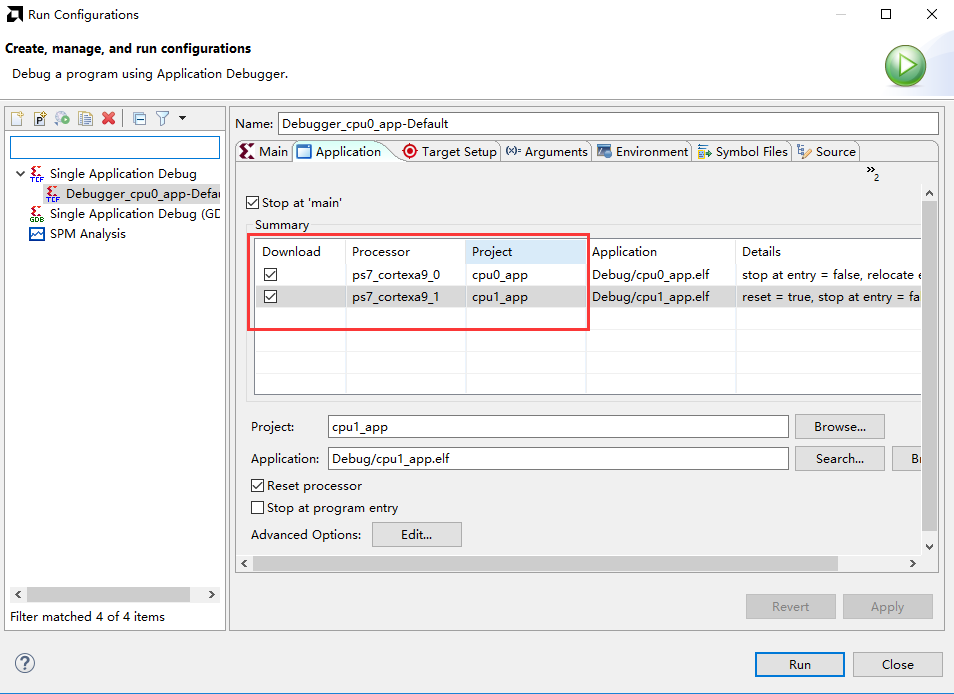 Run Configurations
Create, manage, and run configurations
Debug a program using Application Debugger.
Name: Debugger_cpu0_app-Default
Main Application Target Setup Arguments Environment Symbol Files Source
»2
Single Application Debug
Debugger_cpu0_app-Defau
Single Application Debug (GD
SPM Analysis
Stop at 'main'
Summary
Download Processor Project Application Details
ps7_cortexa9_0 cpu0_app Debug/cpu0_app.elf stop at entry = false, relocate e
ps7_cortexa9_1 cpu1_app Debug/cpu1_app.elf reset = true, stop at entry = fa
Project: cpu1_app Browse...
Application: Debug/cpu1_app.elf Search... Br
Reset processor
Stop at program entry
Advanced Options: Edit...
Filter matched 4 of 4 items
Revert Apply
Run Close